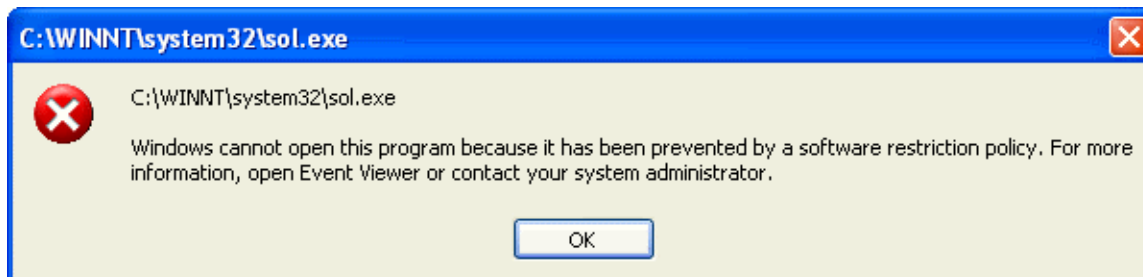 C:\WINNT\system32\sol.exe
C:\WINNT\system32\sol.exe
Windows cannot open this program because it has been prevented by a software restriction policy. For more
information, open Event Viewer or contact your system administrator.
OK